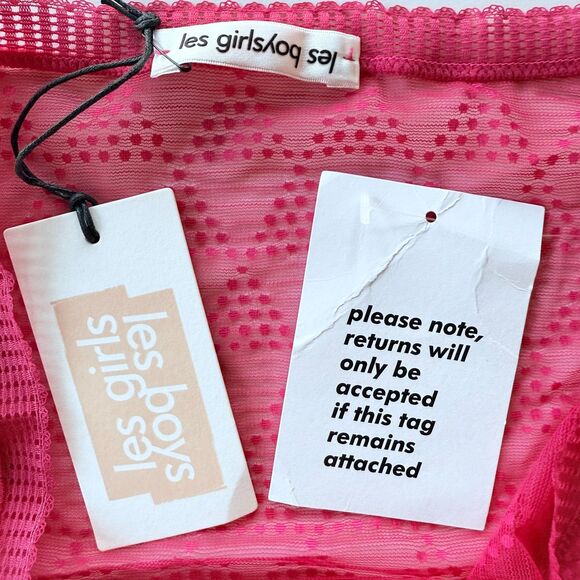 les girls les boys
les girls
les boys
please note,
returns will
only be
accepted
if this tag
remains
attached